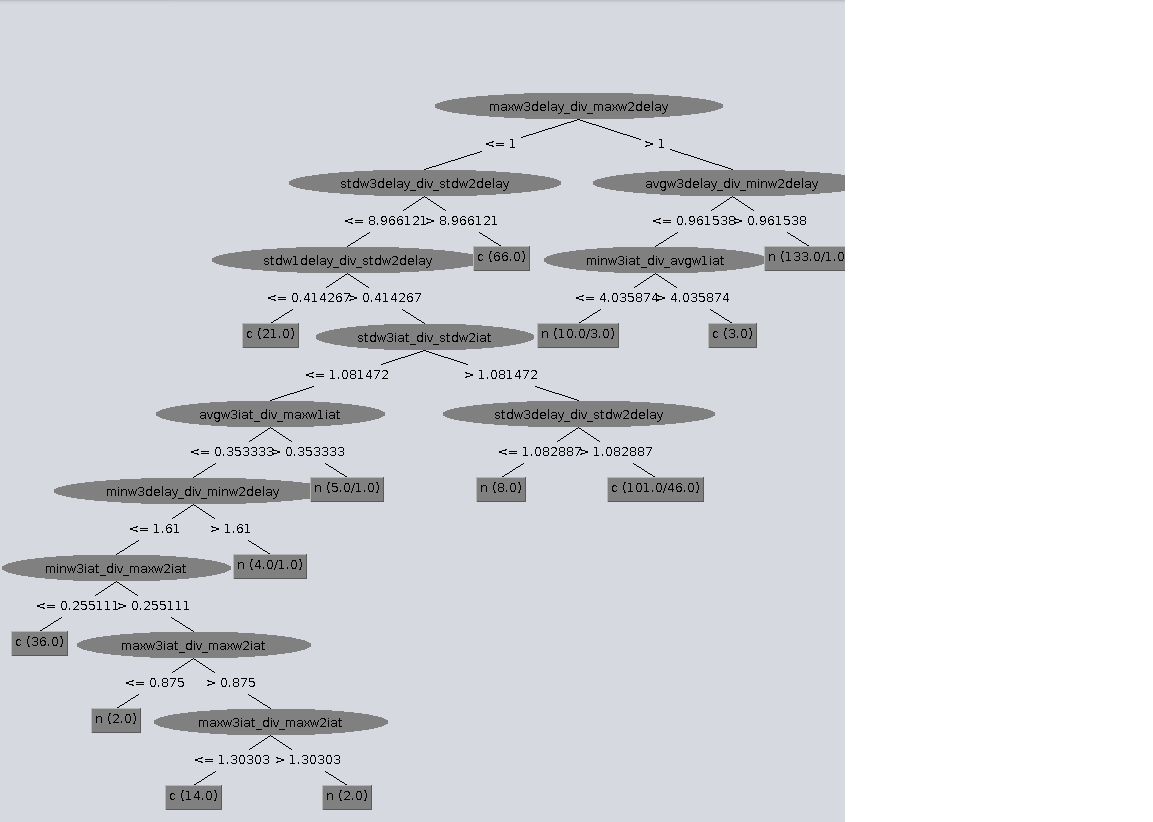 maxw3delay_div_maxw2delay
<= 1 > 1
stdw3delay_div_stdw2delay avgw3delay_div_minw2delay
<= 8.966121 > 8.966121 <= 0.961538 > 0.961538
stdw1delay_div_stdw2delay c (66.0) minw3iat_div_avgw1iat n (133.0/1.0
<= 0.414267 > 0.414267 <= 4.035874 > 4.035874
c (21.0) stdw3iat_div_stdw2iat n (10.0/3.0) c (3.0)
<= 1.081472 > 1.081472
avgw3iat_div_maxw1iat stdw3delay_div_stdw2delay
<= 0.353333 > 0.353333 <= 1.082887 > 1.082887
minw3delay_div_minw2delay n (5.0/1.0) n (8.0) c (101.0/46.0)
<= 1.61 > 1.61
minw3iat_div_maxw2iat n (4.0/1.0)
<= 0.255111 > 0.255111
c (36.0) maxw3iat_div_maxw2iat
<= 0.875 > 0.875
n (2.0) maxw3iat_div_maxw2iat
<= 1.30303 > 1.30303
c (14.0) n (2.0)